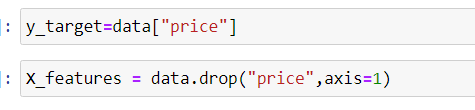 ]: y_target=data["price"]
]: X_features = data.drop("price",axis=1)